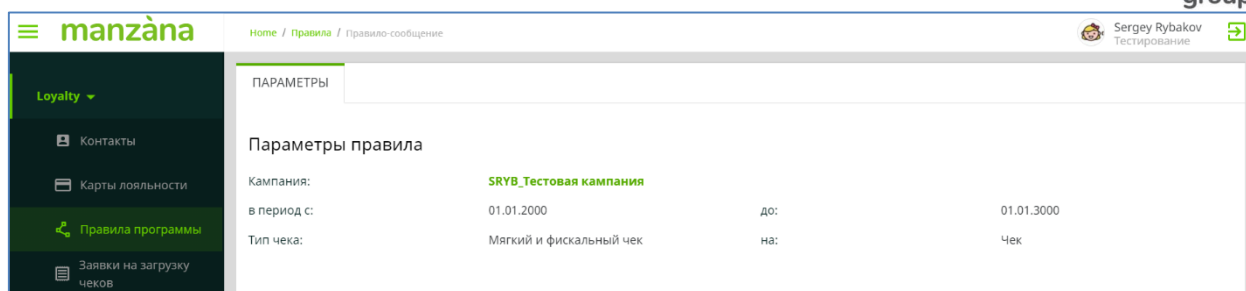 group
manzàna
Home / Правила / Правило-сообщение
Sergey Rybakov
Тестирование
Loyalty
ПАРАМЕТРЫ
Контакты
Параметры правила
Карты лояльности
Кампания: SRYB_Тестовая кампания
в период с: 01.01.2000 до: 01.01.3000
Правила программы
Тип чека: Мягкий и фискальный чек на: Чек
Заявки на загрузку
чеков